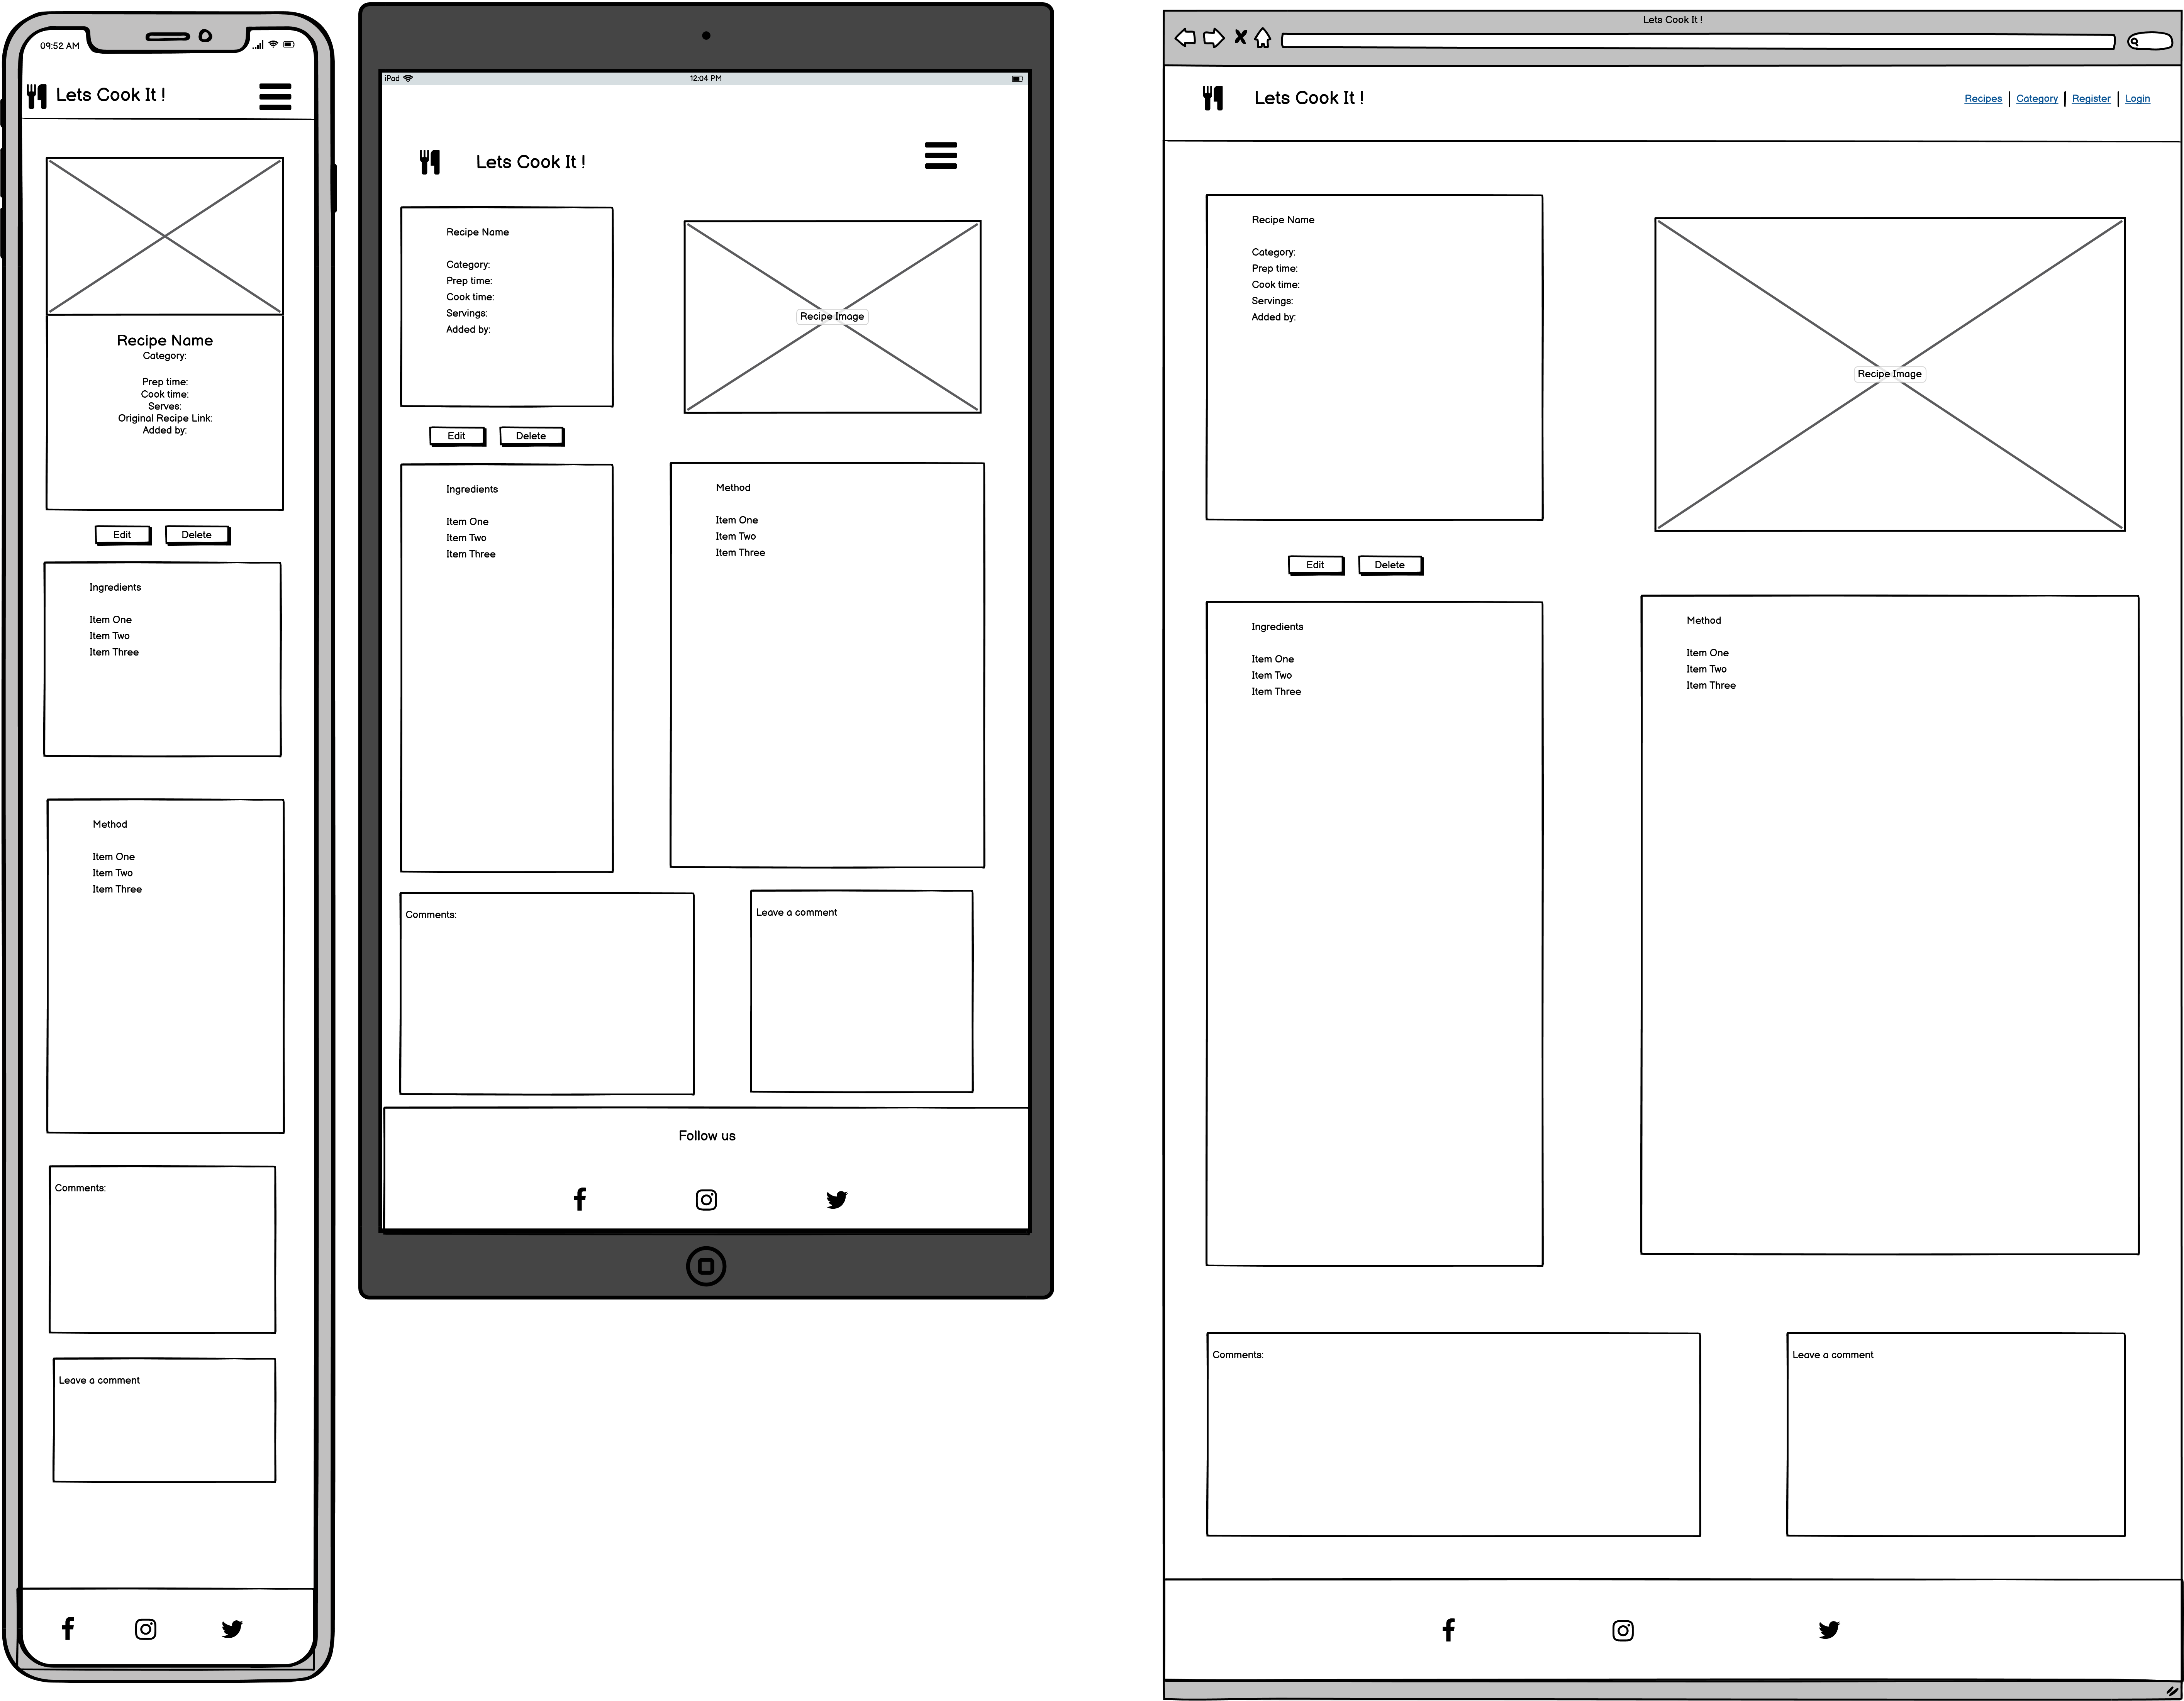 09:52 AM
Lets Cook It !
Recipe Name
Category:
Prep time:
Cook time:
Serves:
Original Recipe Link:
Added by:
Edit
Delete
Ingredients
Item One
Item Two
Item Three
Method
Item One
Item Two
Item Three
Comments:
Leave a comment
iPad
12:04 PM
Lets Cook It !
Recipe Name
Category:
Prep time:
Cook time:
Servings:
Added by:
Recipe Image
Edit
Delete
Ingredients
Item One
Item Two
Item Three
Method
Item One
Item Two
Item Three
Comments:
Leave a comment
Follow us
Lets Cook It !
Lets Cook It !
Recipes | Category | Register | Login
Recipe Name
Category:
Prep time:
Cook time:
Servings:
Added by:
Recipe Image
Edit
Delete
Ingredients
Item One
Item Two
Item Three
Method
Item One
Item Two
Item Three
Comments:
Leave a comment